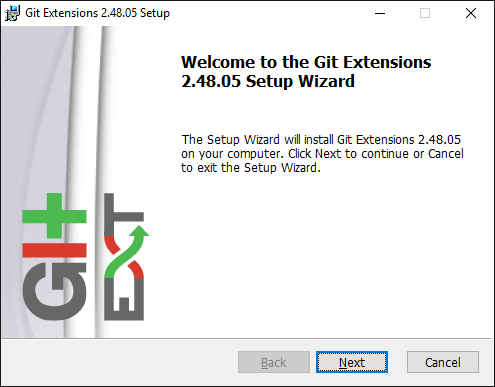 Git Extensions 2.48.05 Setup
Welcome to the Git Extensions
2.48.05 Setup Wizard
The Setup Wizard will install Git Extensions 2.48.05
on your computer. Click Next to continue or Cancel
to exit the Setup Wizard.
GIt
EXT
Back
Next
Cancel